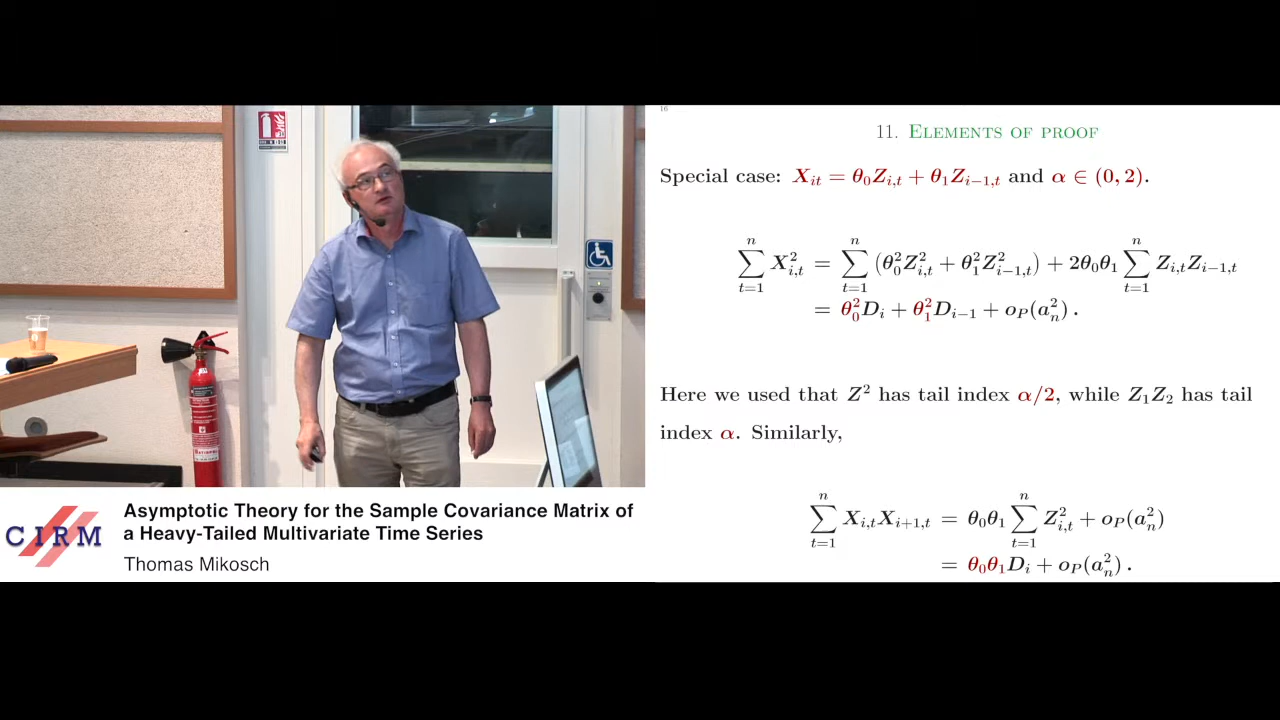 16
11. ELEMENTS OF PROOF
Special case: X_{it} = θ_0 Z_{i,t} + θ_1 Z_{i−1,t} and α ∈ (0, 2).
∑_{t=1}^{n} X_{i,t}^2 = ∑_{t=1}^{n} (θ_0^2 Z_{i,t}^2 + θ_1^2 Z_{i−1,t}^2) + 2θ_0θ_1 ∑_{t=1}^{n} Z_{i,t} Z_{i−1,t}
= θ_0^2 D_i + θ_1^2 D_{i−1} + o_P(a_n^2) .
Here we used that Z^2 has tail index α/2, while Z_1Z_2 has tail
index α. Similarly,
∑_{t=1}^{n} X_{i,t} X_{i+1,t} = θ_0θ_1 ∑_{t=1}^{n} Z_{i,t}^2 + o_P(a_n^2)
= θ_0θ_1 D_i + o_P(a_n^2) .
CIRM
Asymptotic Theory for the Sample Covariance Matrix of
a Heavy-Tailed Multivariate Time Series
Thomas Mikosch